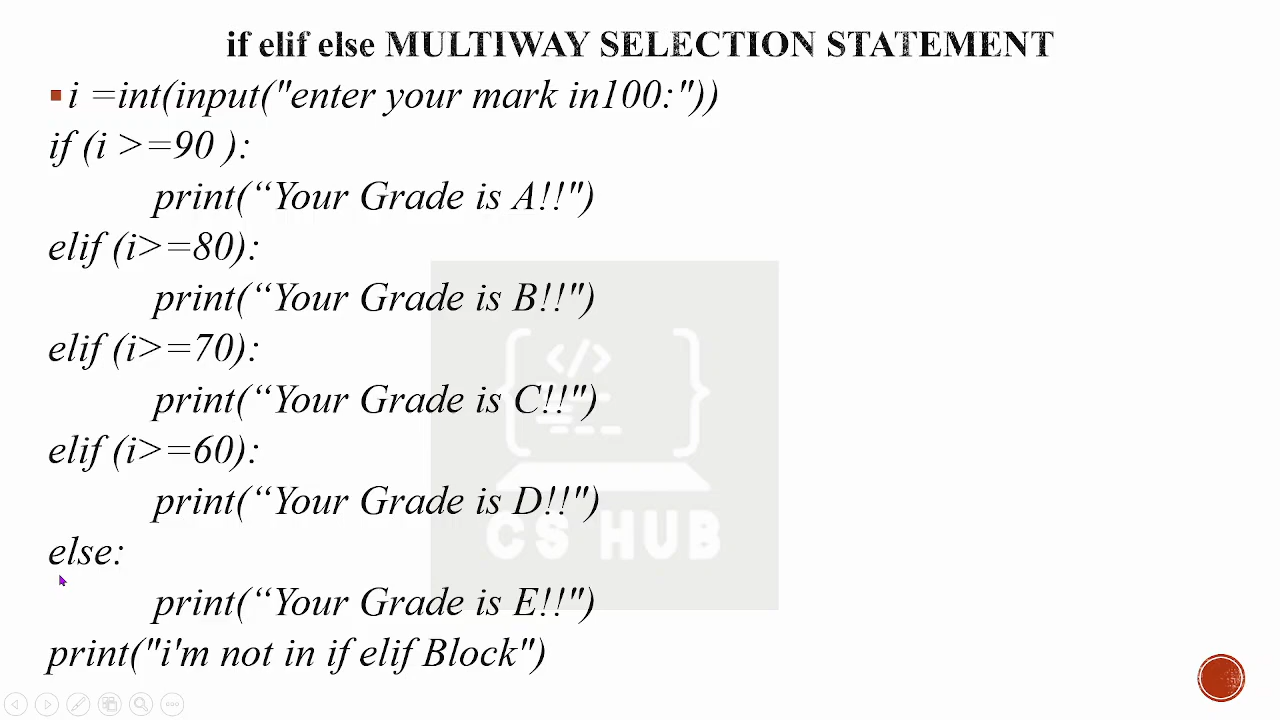 if elif else MULTIWAY SELECTION STATEMENT
▪i =int(input("enter your mark in100:"))
if (i >=90 ):
print(“Your Grade is A!!")
elif (i>=80):
print(“Your Grade is B!!")
elif (i>=70):
print(“Your Grade is C!!")
elif (i>=60):
print(“Your Grade is D!!")
CS HUB
else:
print(“Your Grade is E!!")
print("i'm not in if elif Block")